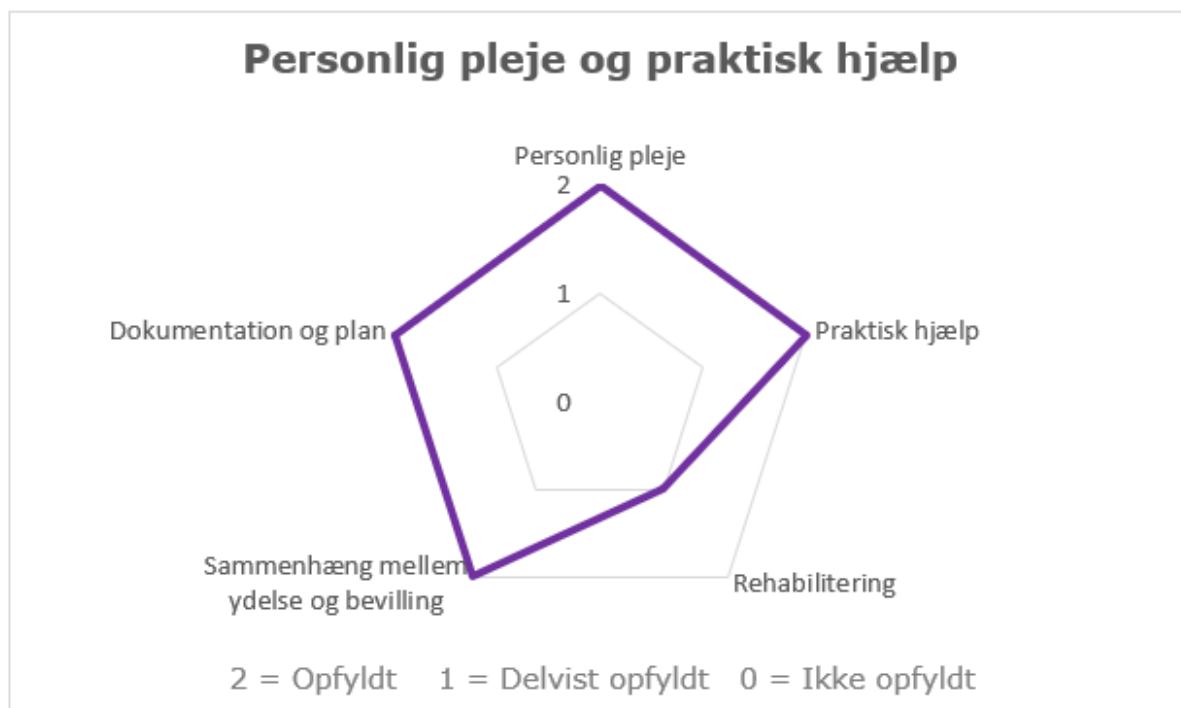 Personlig pleje og praktisk hjælp
Personlig pleje
2
1
0
Praktisk hjælp
Dokumentation og plan
Sammenhæng mellem
ydelse og bevilling
Rehabilitering
2 = Opfyldt 1 = Delvist opfyldt 0 = Ikke opfyldt